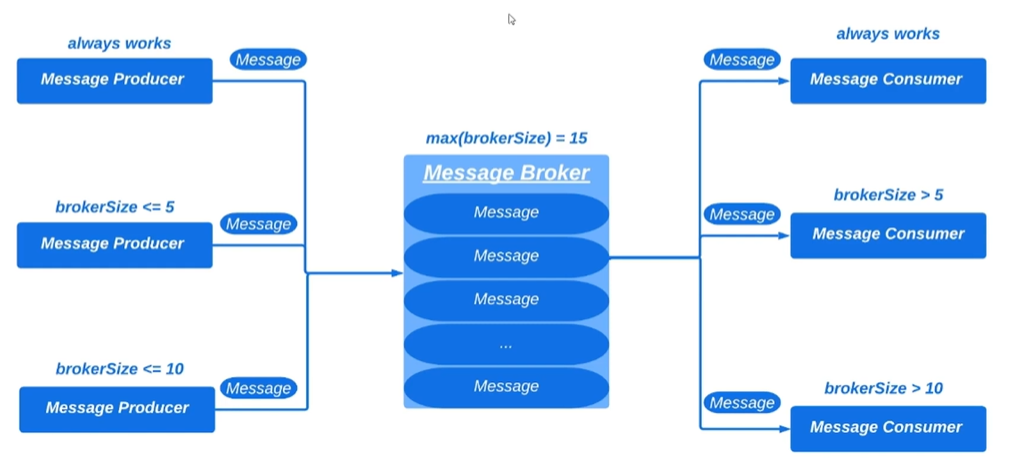 always works
Message Producer
Message
brokerSize <= 5
Message Producer
Message
brokerSize <= 10
Message Producer
Message
max(brokerSize) = 15
Message Broker
Message
Message
Message
...
Message
always works
Message
Message Consumer
brokerSize > 5
Message
Message Consumer
brokerSize > 10
Message
Message Consumer